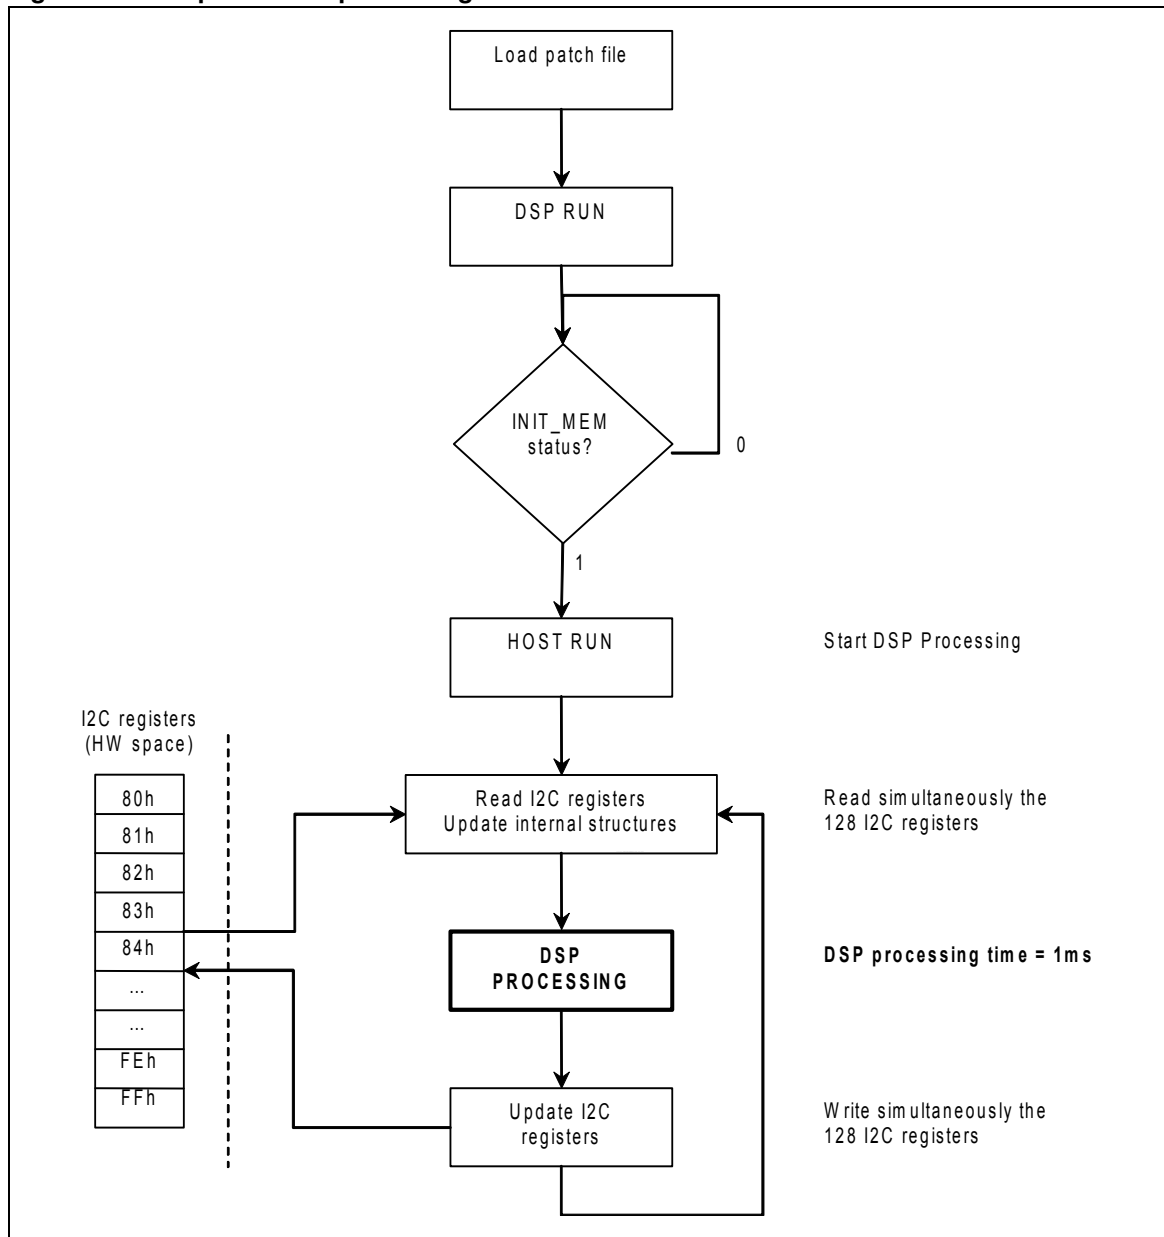 Load patch file
DSP RUN
INIT_MEM
status?
0
1
HOST RUN
Start DSP Processing
I2C registers
(HW space)
80h
81h
82h
83h
84h
...
...
FEh
FFh
Read I2C registers
Update internal structures
Read simultaneously the
128 I2C registers
DSP
PROCESSING
DSP processing time = 1ms
Update I2C
registers
Write simultaneously the
128 I2C registers